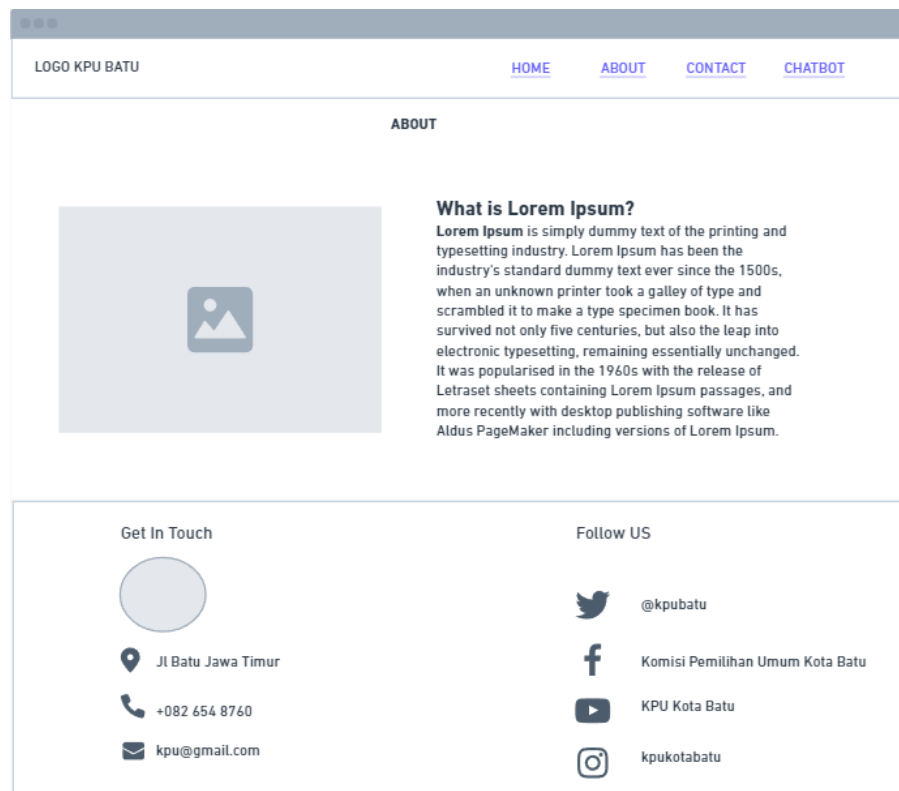 LOGO KPU BATU
HOME ABOUT CONTACT CHATBOT
ABOUT
What is Lorem Ipsum?
Lorem Ipsum is simply dummy text of the printing and
typesetting industry. Lorem Ipsum has been the
industry's standard dummy text ever since the 1500s,
when an unknown printer took a galley of type and
scrambled it to make a type specimen book. It has
survived not only five centuries, but also the leap into
electronic typesetting, remaining essentially unchanged.
It was popularised in the 1960s with the release of
Letraset sheets containing Lorem Ipsum passages, and
more recently with desktop publishing software like
Aldus PageMaker including versions of Lorem Ipsum.
Get In Touch
Jl Batu Jawa Timur
+082 654 8760
kpu@gmail.com
Follow US
@kpubatu
Komisi Pemilihan Umum Kota Batu
KPU Kota Batu
kpukotabatu